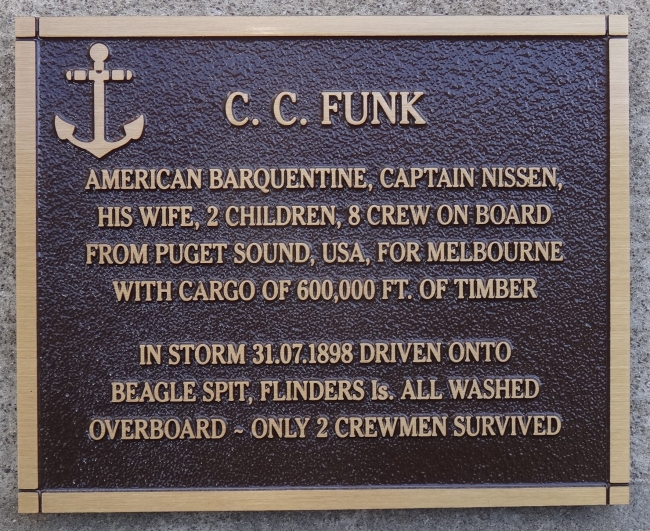 C. C. FUNK
AMERICAN BARQUENTINE, CAPTAIN NISSEN,
HIS WIFE, 2 CHILDREN, 8 CREW ON BOARD
FROM PUGET SOUND, USA, FOR MELBOURNE
WITH CARGO OF 600,000 FT. OF TIMBER
IN STORM 31.07.1898 DRIVEN ONTO
BEAGLE SPIT, FLINDERS Is. ALL WASHED
OVERBOARD ~ ONLY 2 CREWMEN SURVIVED